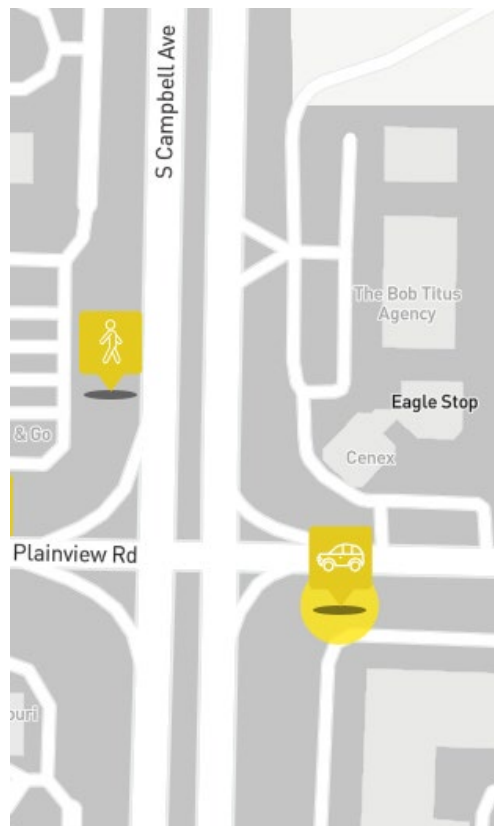 S Campbell Ave
The Bob Titus
Agency
Eagle Stop
& Go
Cenex
Plainview Rd
ouri